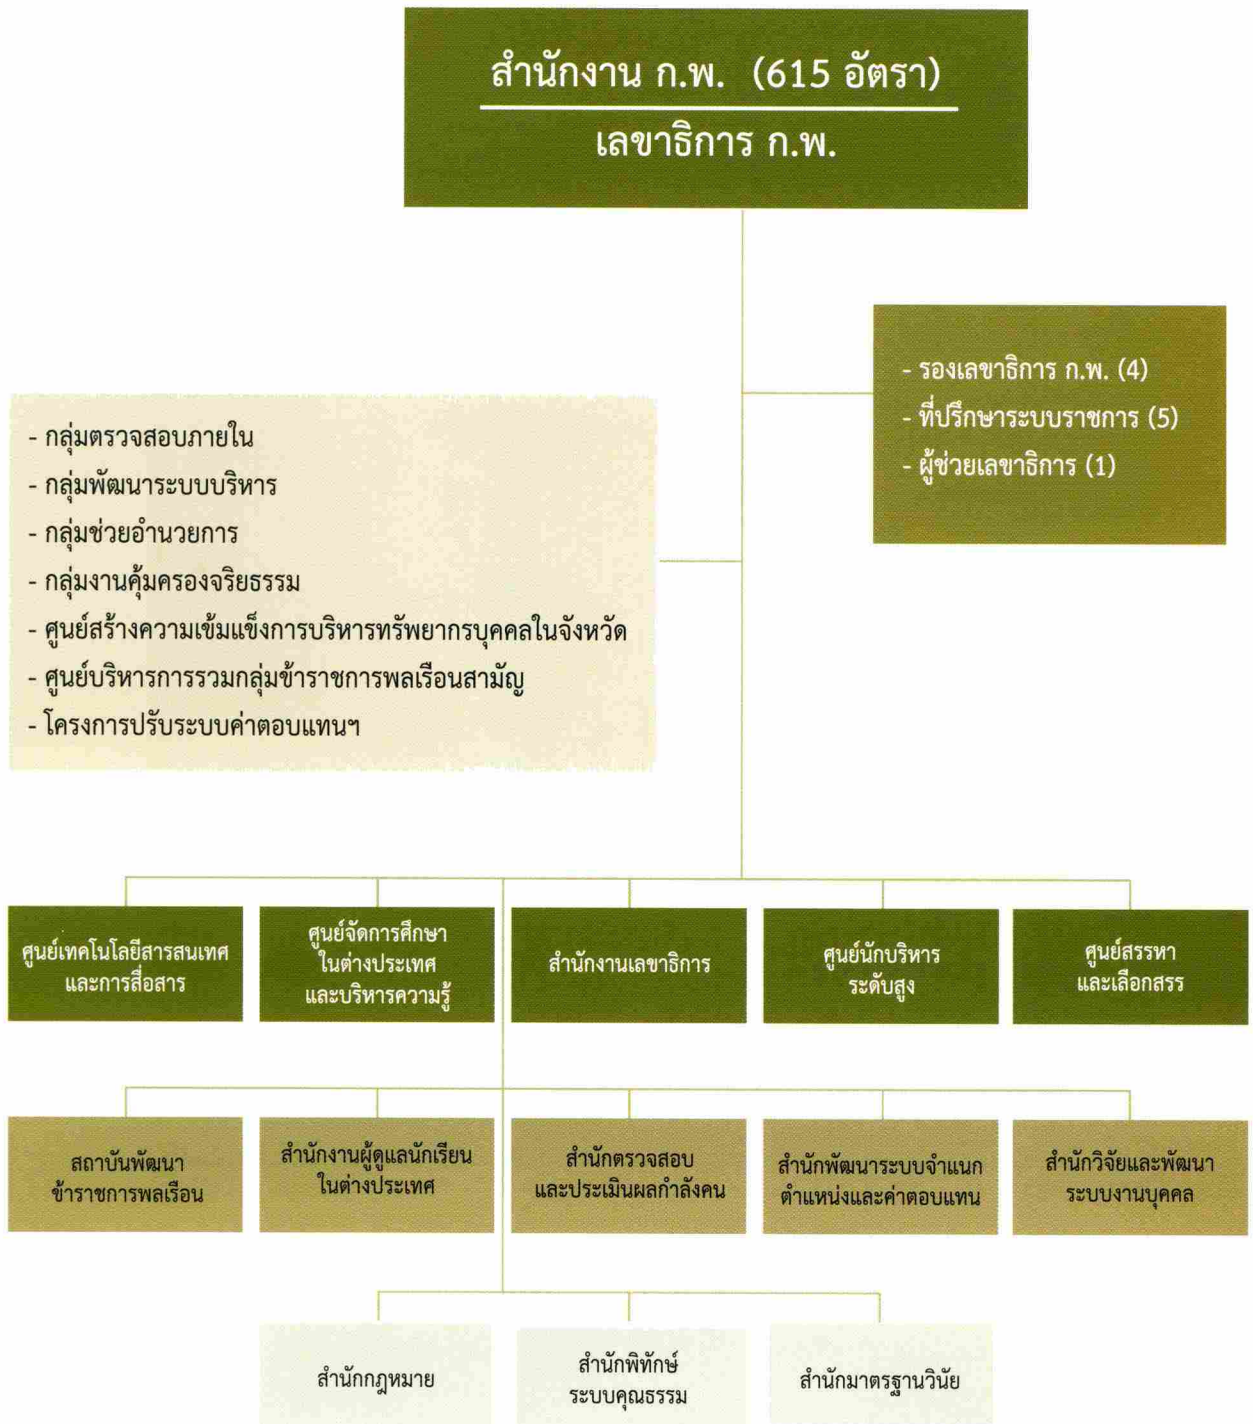 สำนักงาน ก.พ. (615 อัตรา)
เลขาธิการ ก.พ.
- รองเลขาธิการ ก.พ. (4)
- ที่ปรึกษาระบบราชการ (5)
- ผู้ช่วยเลขาธิการ (1)
- กลุ่มตรวจสอบภายใน
- กลุ่มพัฒนาระบบบริหาร
- กลุ่มช่วยอำนวยการ
- กลุ่มงานคุ้มครองจริยธรรม
- ศูนย์สร้างความเข้มแข็งการบริหารทรัพยากรบุคคลในจังหวัด
- ศูนย์บริหารการรวมกลุ่มข้าราชการพลเรือนสามัญ
- โครงการปรับระบบค่าตอบแทนฯ
ศูนย์เทคโนโลยีสารสนเทศ
และการสื่อสาร
ศูนย์จัดการศึกษา
ในต่างประเทศ
และบริหารความรู้
สำนักงานเลขาธิการ
ศูนย์นักบริหาร
ระดับสูง
ศูนย์สรรหา
และเลือกสรร
สถาบันพัฒนา
ข้าราชการพลเรือน
สำนักงานผู้ดูแลนักเรียน
ในต่างประเทศ
สำนักตรวจสอบ
และประเมินผลกำลังคน
สำนักพัฒนาระบบจำแนก
ตำแหน่งและค่าตอบแทน
สำนักวิจัยและพัฒนา
ระบบงานบุคคล
สำนักกฎหมาย
สำนักพิทักษ์
ระบบคุณธรรม
สำนักมาตรฐานวินัย